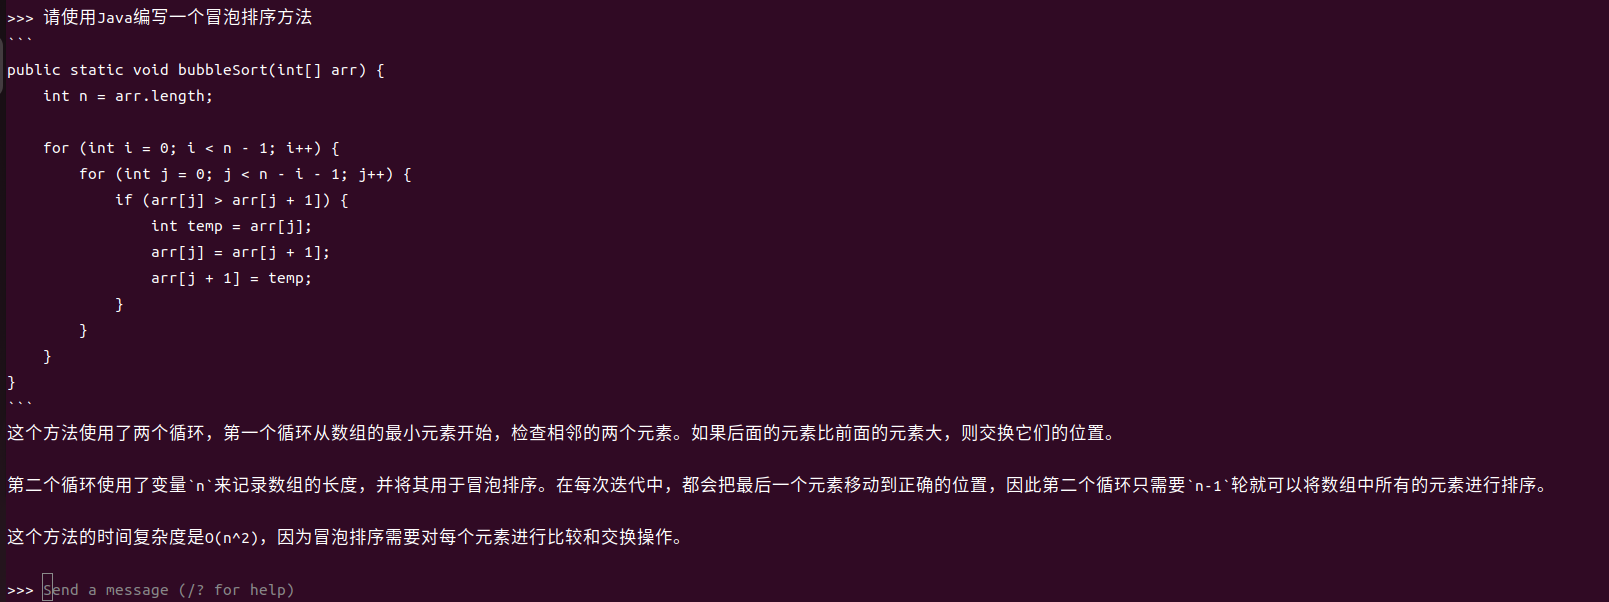 >>> 请使用Java编写一个冒泡排序方法
```
public static void bubbleSort(int[] arr) {
    int n = arr.length;

    for (int i = 0; i < n - 1; i++) {
        for (int j = 0; j < n - i - 1; j++) {
            if (arr[j] > arr[j + 1]) {
                int temp = arr[j];
                arr[j] = arr[j + 1];
                arr[j + 1] = temp;
            }
        }
    }
}
```
这个方法使用了两个循环，第一个循环从数组的最小元素开始，检查相邻的两个元素。如果后面的元素比前面的元素大，则交换它们的位置。

第二个循环使用了变量`n`来记录数组的长度，并将其用于冒泡排序。在每次迭代中，都会把最后一个元素移动到正确的位置，因此第二个循环只需要`n-1`轮就可以将数组中所有的元素进行排序。

这个方法的时间复杂度是O(n^2)，因为冒泡排序需要对每个元素进行比较和交换操作。

>>> Send a message (/? for help)